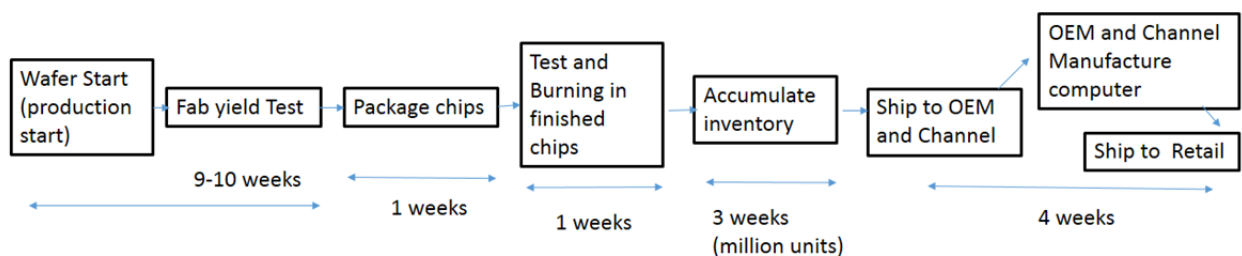 Wafer Start
(production
start)
Fab yield Test
Package chips
Test and
Burning in
finished
chips
Accumulate
inventory
Ship to OEM
and Channel
OEM and Channel
Manufacture
computer
Ship to Retail
9-10 weeks
1 weeks
1 weeks
3 weeks
(million units)
4 weeks